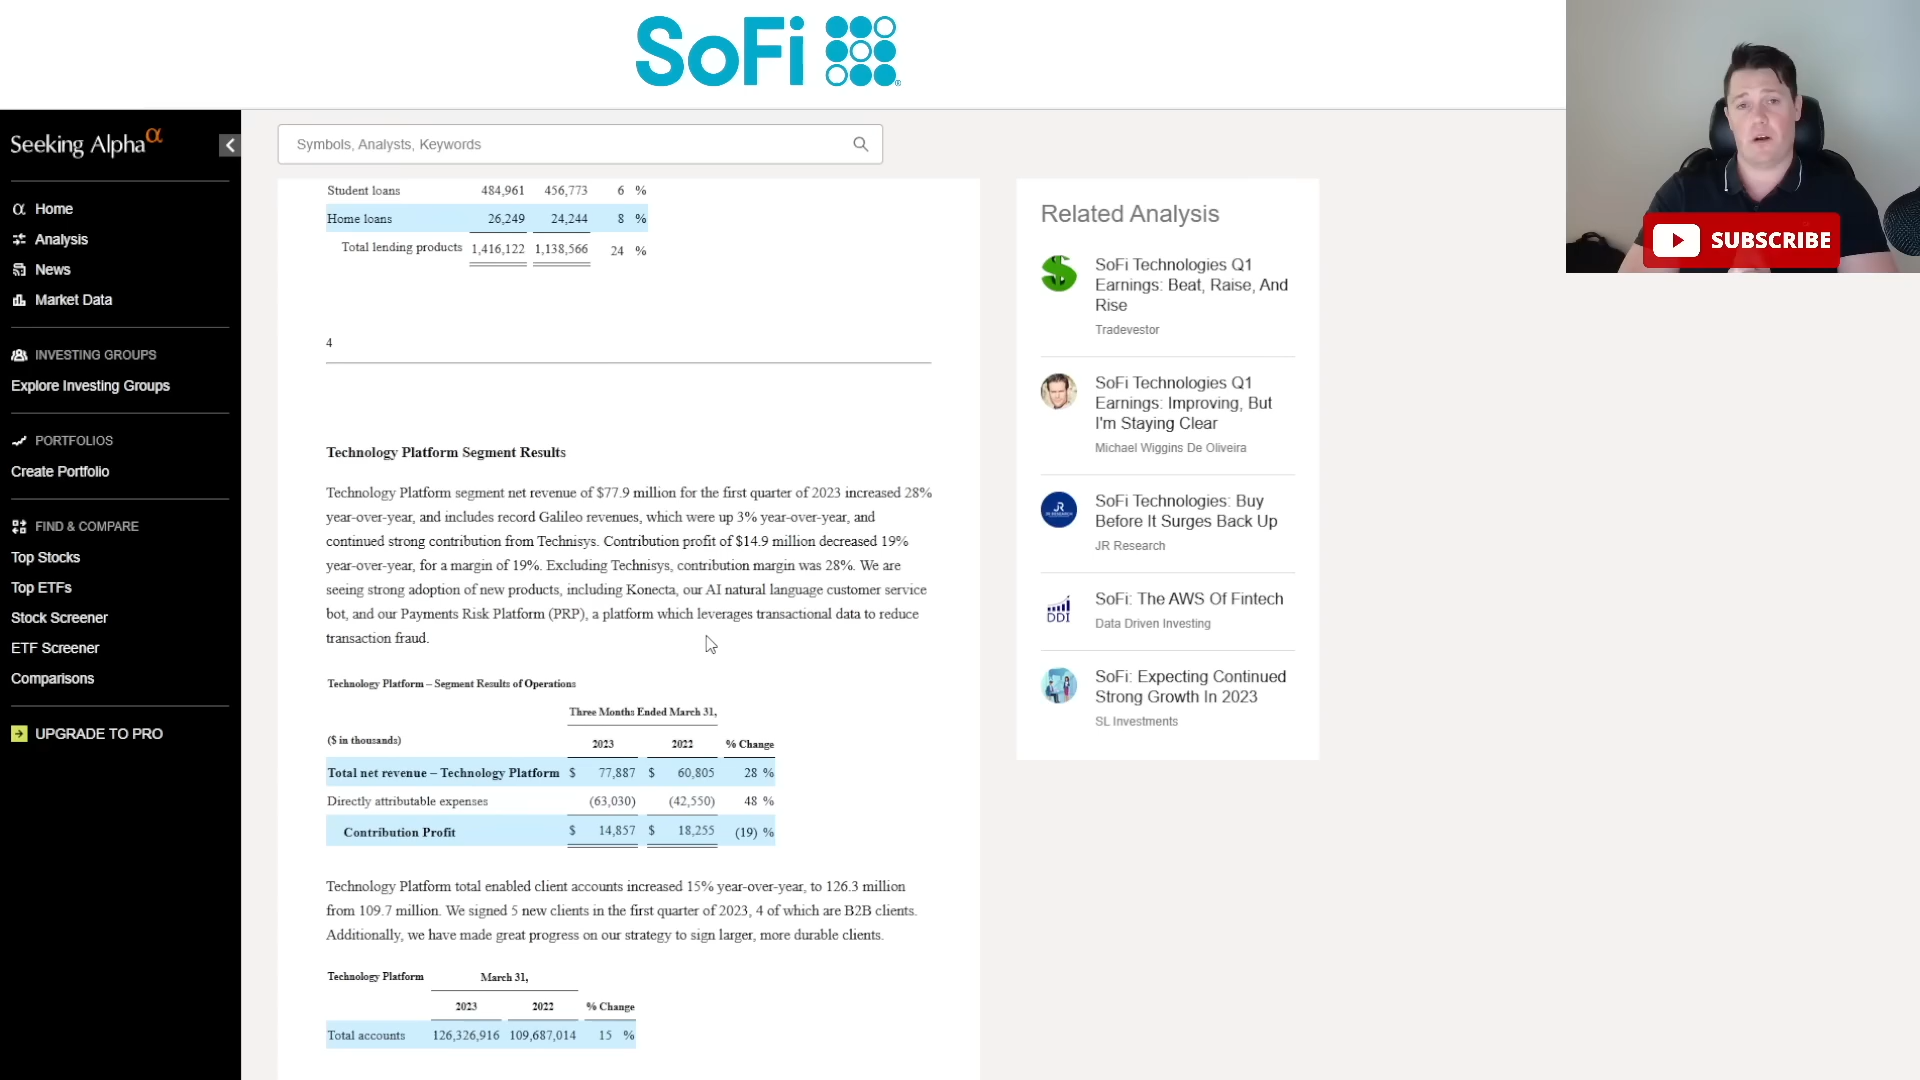 SoFi
Seeking Alpha α
Symbols, Analysts, Keywords
Home
Analysis
News
Market Data
INVESTING GROUPS
Explore Investing Groups
PORTFOLIOS
Create Portfolio
FIND & COMPARE
Top Stocks
Top ETFs
Stock Screener
ETF Screener
Comparisons
UPGRADE TO PRO
Student loans 484,961 456,773 6 %
Home loans 26,249 24,244 8 %
Total lending products 1,416,122 1,138,566 24 %
4
Technology Platform Segment Results
Technology Platform segment net revenue of $77.9 million for the first quarter of 2023 increased 28%
year-over-year, and includes record Galileo revenues, which were up 3% year-over-year, and
continued strong contribution from Technisys. Contribution profit of $14.9 million decreased 19%
year-over-year, for a margin of 19%. Excluding Technisys, contribution margin was 28%. We are
seeing strong adoption of new products, including Konecta, our AI natural language customer service
bot, and our Payments Risk Platform (PRP), a platform which leverages transactional data to reduce
transaction fraud.
Technology Platform – Segment Results of Operations
Three Months Ended March 31,
($ in thousands) 2023 2022 % Change
Total net revenue – Technology Platform $ 77,887 $ 60,805 28 %
Directly attributable expenses (63,030) (42,550) 48 %
Contribution Profit $ 14,857 $ 18,255 (19) %
Technology Platform total enabled client accounts increased 15% year-over-year, to 126.3 million
from 109.7 million. We signed 5 new clients in the first quarter of 2023, 4 of which are B2B clients.
Additionally, we have made great progress on our strategy to sign larger, more durable clients.
Technology Platform March 31,
2023 2022 % Change
Total accounts 126,326,916 109,687,014 15 %
Related Analysis
SoFi Technologies Q1
Earnings: Beat, Raise, And
Rise
Tradevestor
SoFi Technologies Q1
Earnings: Improving, But
I'm Staying Clear
Michael Wiggins De Oliveira
JR
SoFi Technologies: Buy
Before It Surges Back Up
JR Research
DDI
SoFi: The AWS Of Fintech
Data Driven Investing
SoFi: Expecting Continued
Strong Growth In 2023
SL Investments
SUBSCRIBE